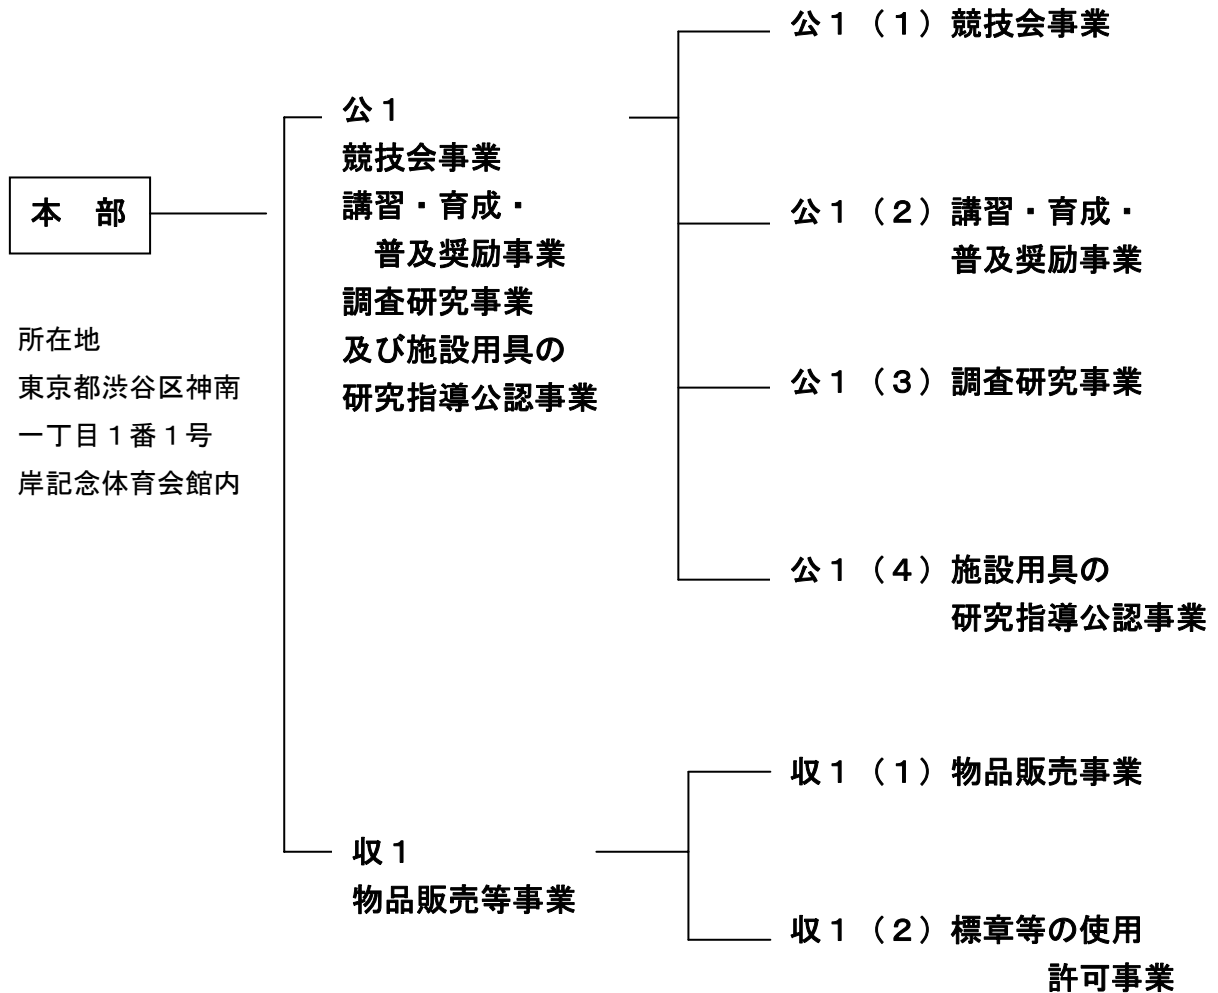 本　部
所在地
東京都渋谷区神南
一丁目１番１号
岸記念体育会館内
公１
競技会事業
講習・育成・
普及奨励事業
調査研究事業
及び施設用具の
研究指導公認事業
公１（１）競技会事業
公１（２）講習・育成・
普及奨励事業
公１（３）調査研究事業
公１（４）施設用具の
研究指導公認事業
収１
物品販売等事業
収１（１）物品販売事業
収１（２）標章等の使用
許可事業